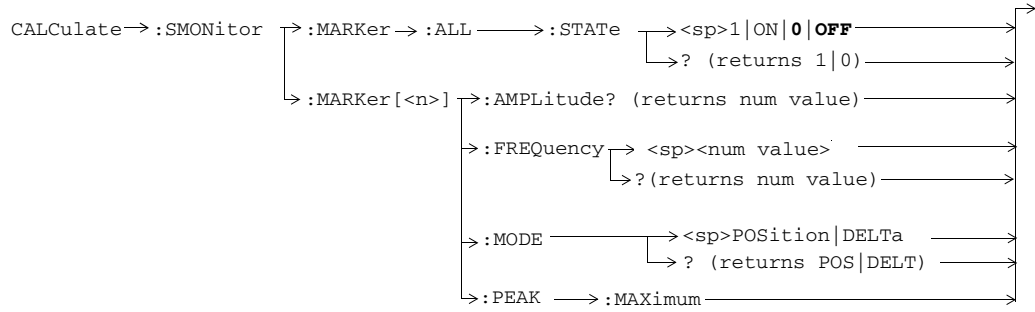 CALCulate :SMONitor :MARKer :ALL :STATe <sp>1|ON|0|OFF
? (returns 1|0)
:MARKer[<n>] :AMPLitude? (returns num value)
:FREQuency <sp><num value>
?(returns num value)
:MODE <sp>POSition|DELTa
? (returns POS|DELT)
:PEAK :MAXimum